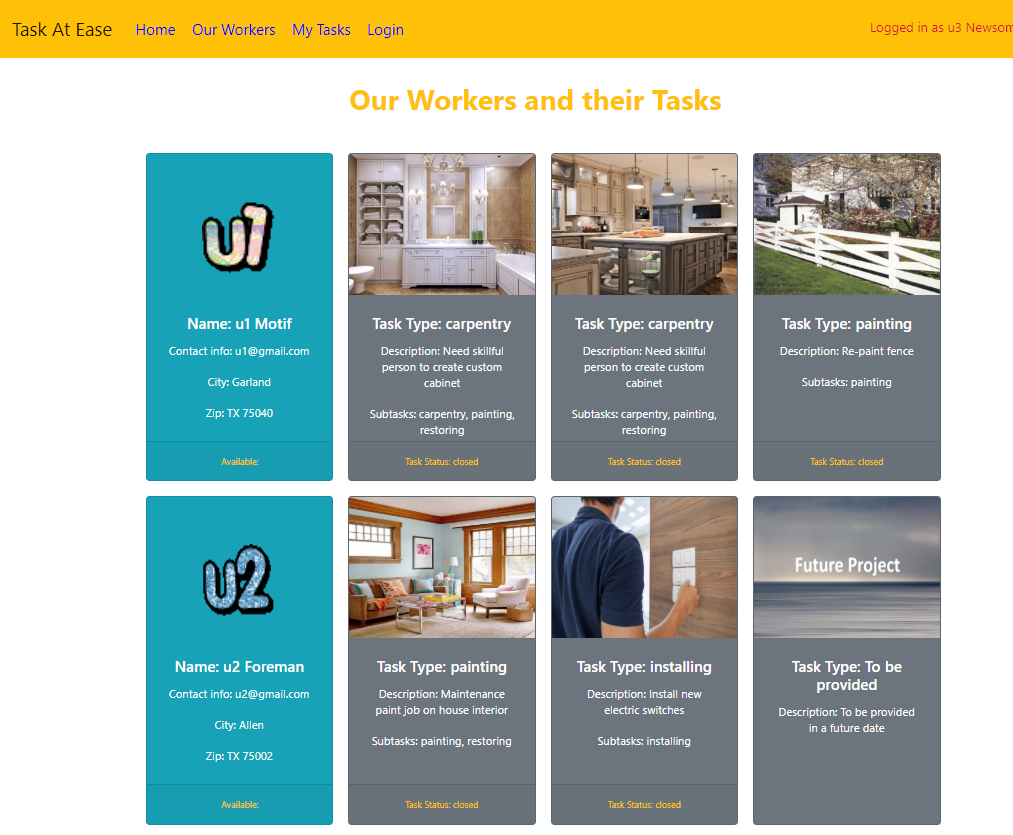 Task At Ease Home Our Workers My Tasks Login Logged in as u3 Newsom
Our Workers and their Tasks
u1
Name: u1 Motif
Contact info: u1@gmail.com
City: Garland
Zip: TX 75040
Available:
Task Type: carpentry
Description: Need skillful
person to create custom
cabinet
Subtasks: carpentry, painting,
restoring
Task Status: closed
Task Type: carpentry
Description: Need skillful
person to create custom
cabinet
Subtasks: carpentry, painting,
restoring
Task Status: closed
Task Type: painting
Description: Re-paint fence
Subtasks: painting
Task Status: closed
u2
Name: u2 Foreman
Contact info: u2@gmail.com
City: Allen
Zip: TX 75002
Available:
Task Type: painting
Description: Maintenance
paint job on house interior
Subtasks: painting, restoring
Task Status: closed
Task Type: installing
Description: Install new
electric switches
Subtasks: installing
Task Status: closed
Future Project
Task Type: To be
provided
Description: To be provided
in a future date